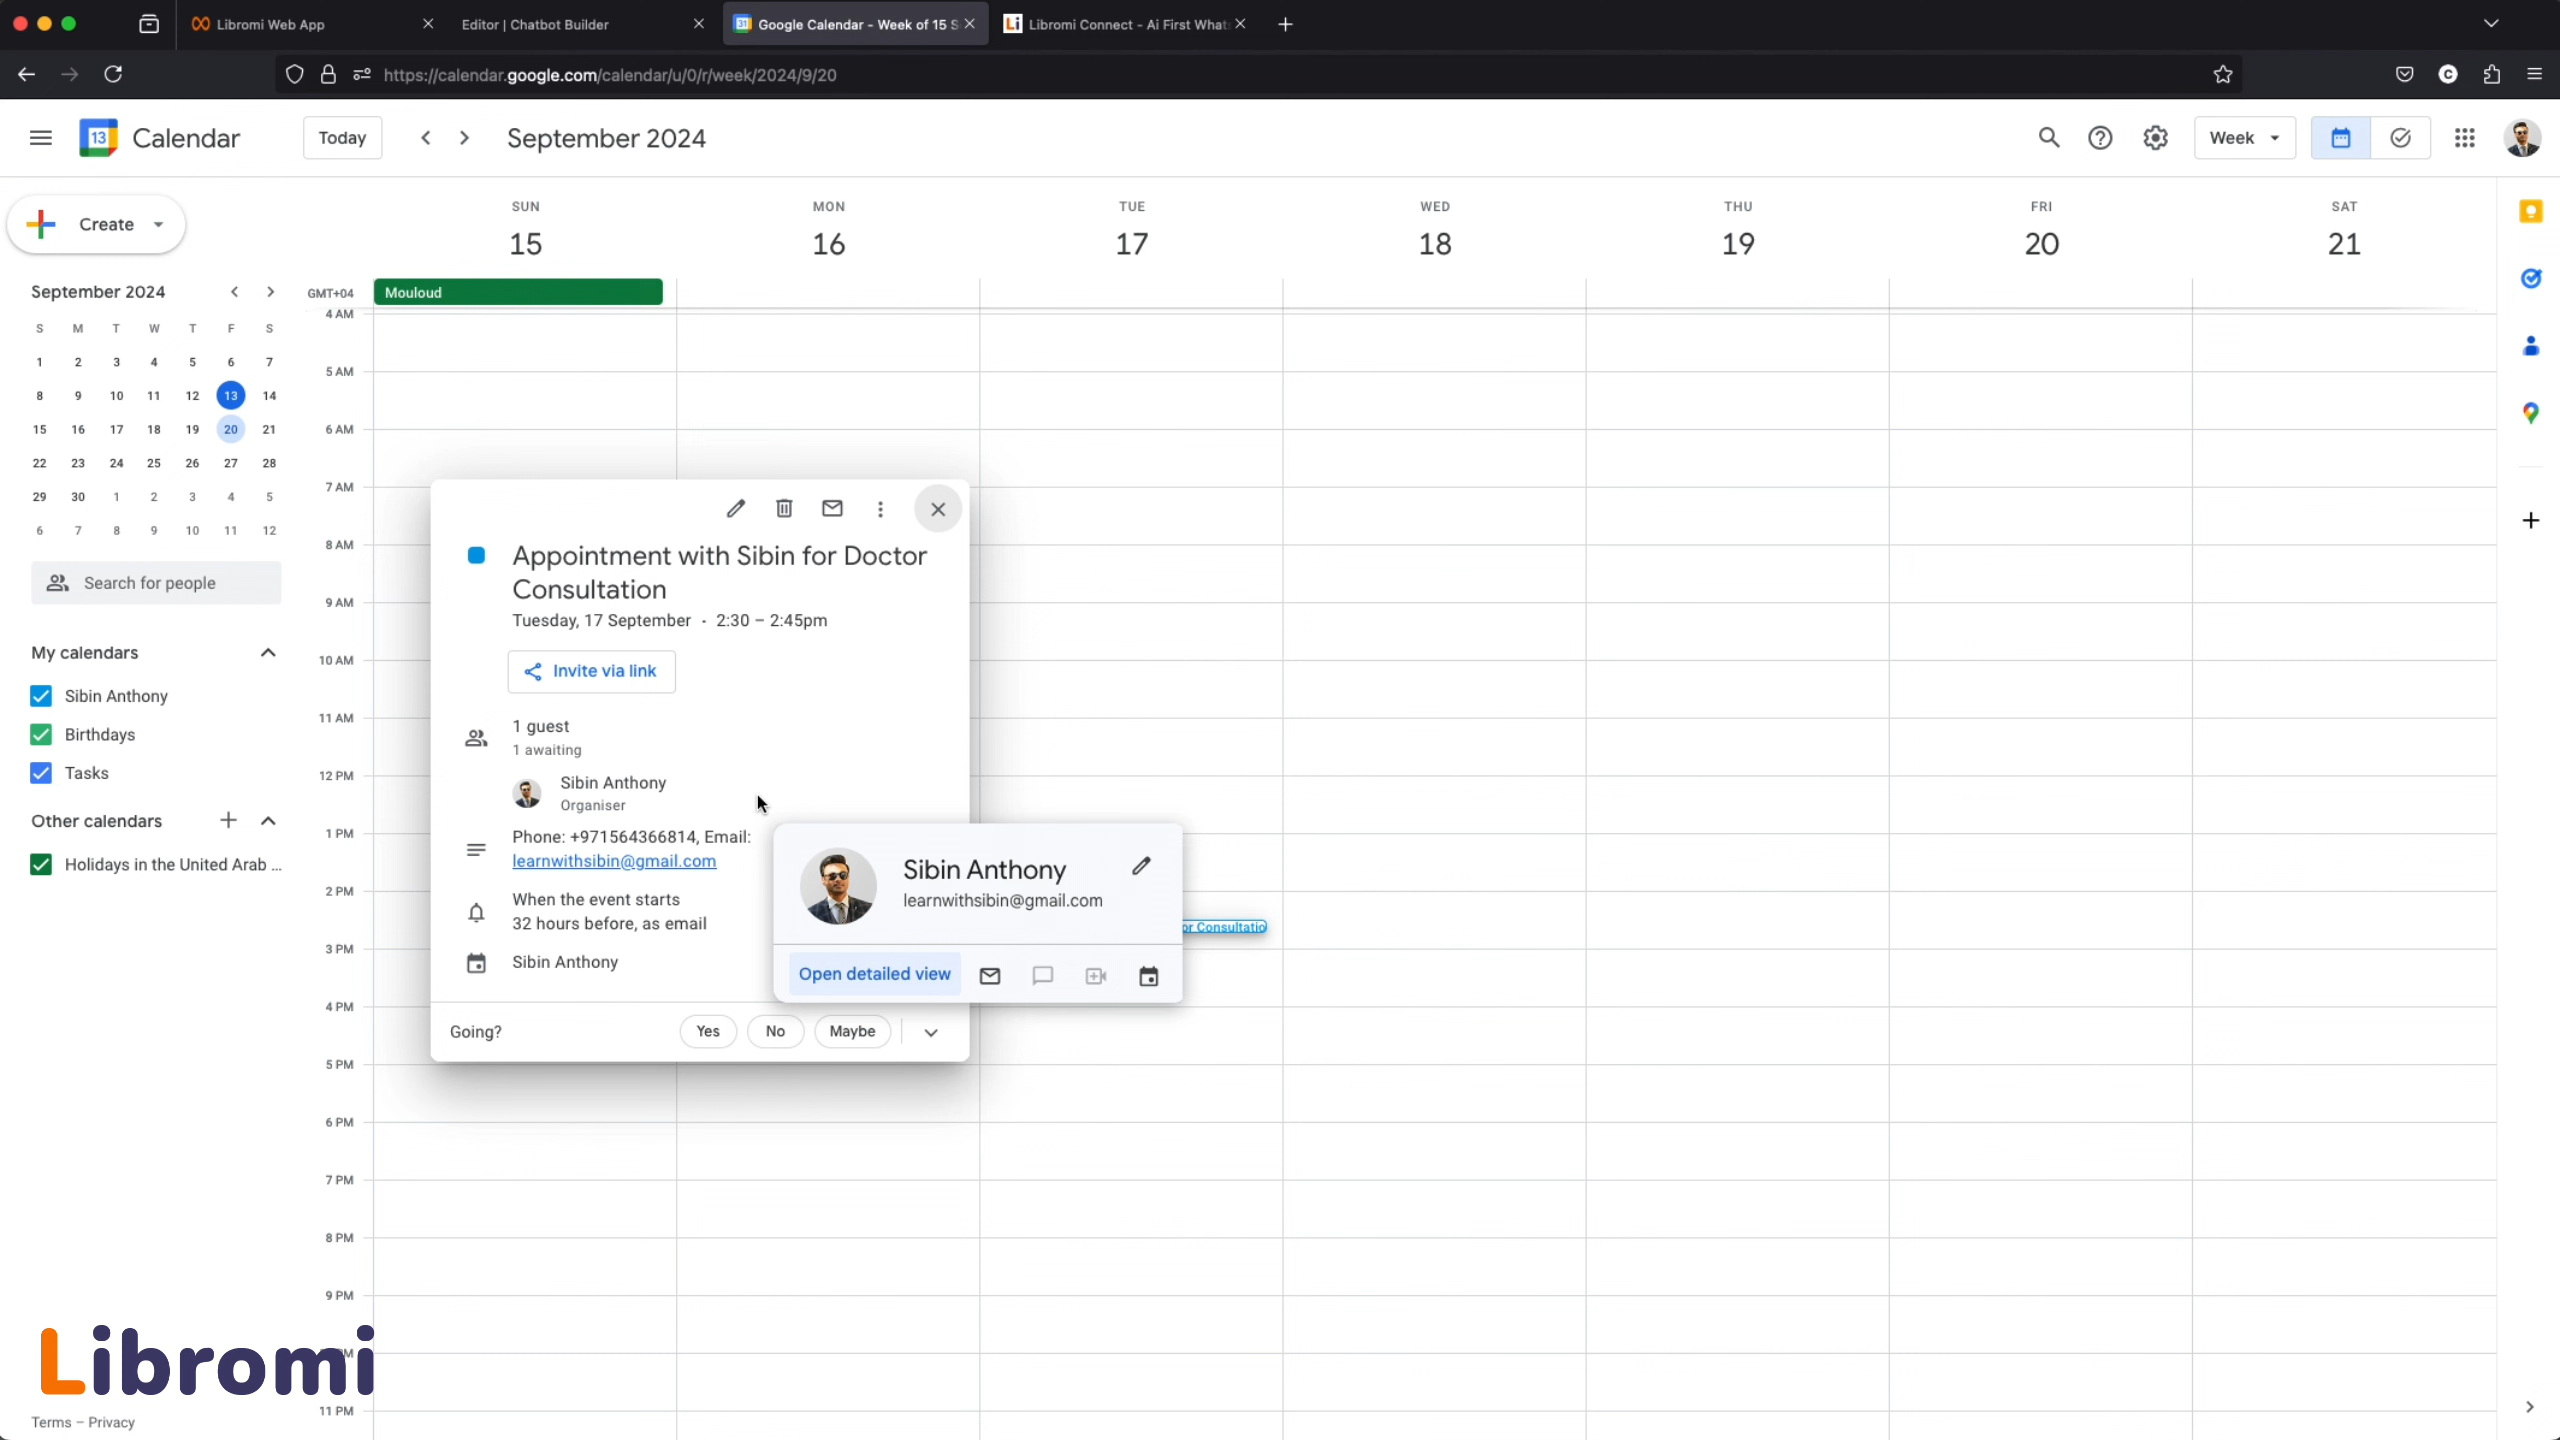 Libromi Web App
Editor | Chatbot Builder
Google Calendar - Week of 15 S
Libromi Connect - Ai First What
https://calendar.google.com/calendar/u/0/r/week/2024/9/20
13
Calendar
Today
September 2024
Week
Create
SUN MON TUE WED THU FRI SAT
15 16 17 18 19 20 21
September 2024
GMT+04
Mouloud
S M T W T F S
1 2 3 4 5 6 7
8 9 10 11 12 13 14
15 16 17 18 19 20 21
22 23 24 25 26 27 28
29 30 1 2 3 4 5
6 7 8 9 10 11 12
Search for people
My calendars
Sibin Anthony
Birthdays
Tasks
Other calendars
Holidays in the United Arab ...
4 AM
5 AM
6 AM
7 AM
8 AM
9 AM
10 AM
11 AM
12 PM
1 PM
2 PM
3 PM
4 PM
5 PM
6 PM
7 PM
8 PM
9 PM
11 PM
Appointment with Sibin for Doctor
Consultation
Tuesday, 17 September · 2:30 – 2:45pm
Invite via link
1 guest
1 awaiting
Sibin Anthony
Organiser
Phone: +971564366814, Email:
learnwithsibin@gmail.com
When the event starts
32 hours before, as email
Sibin Anthony
Going?
Yes
No
Maybe
Sibin Anthony
learnwithsibin@gmail.com
Open detailed view
or Consultatio
Libromi
Terms – Privacy